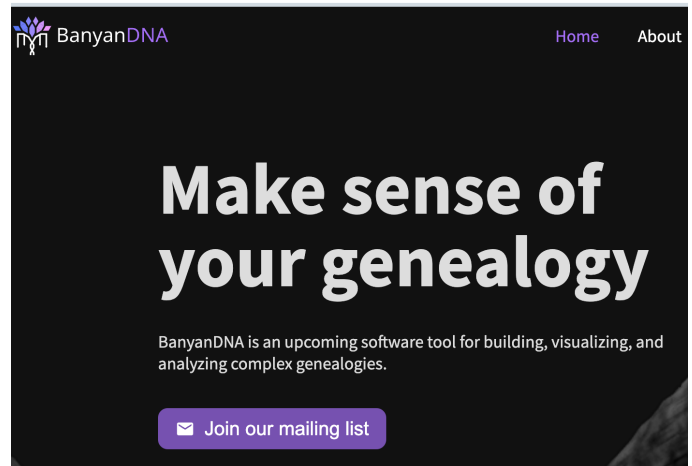 BanyanDNA
Home About
Make sense of
your genealogy
BanyanDNA is an upcoming software tool for building, visualizing, and
analyzing complex genealogies.
Join our mailing list